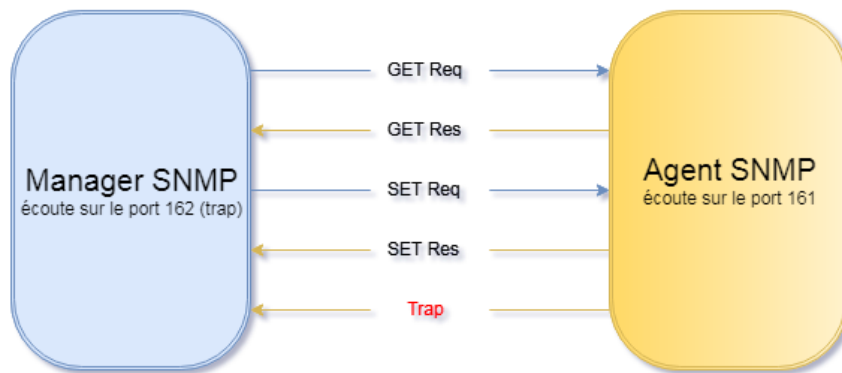 Manager SNMP
écoute sur le port 162 (trap)
GET Req
GET Res
SET Req
SET Res
Trap
Agent SNMP
écoute sur le port 161